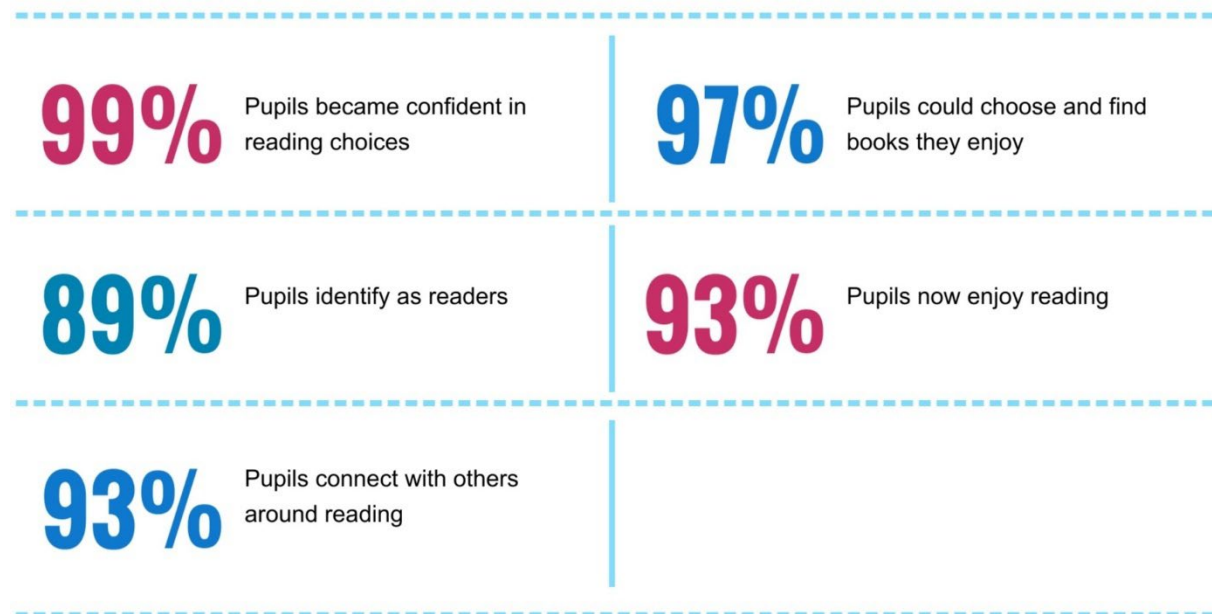 99%
Pupils became confident in
reading choices
97%
Pupils could choose and find
books they enjoy
89%
Pupils identify as readers
93%
Pupils now enjoy reading
93%
Pupils connect with others
around reading